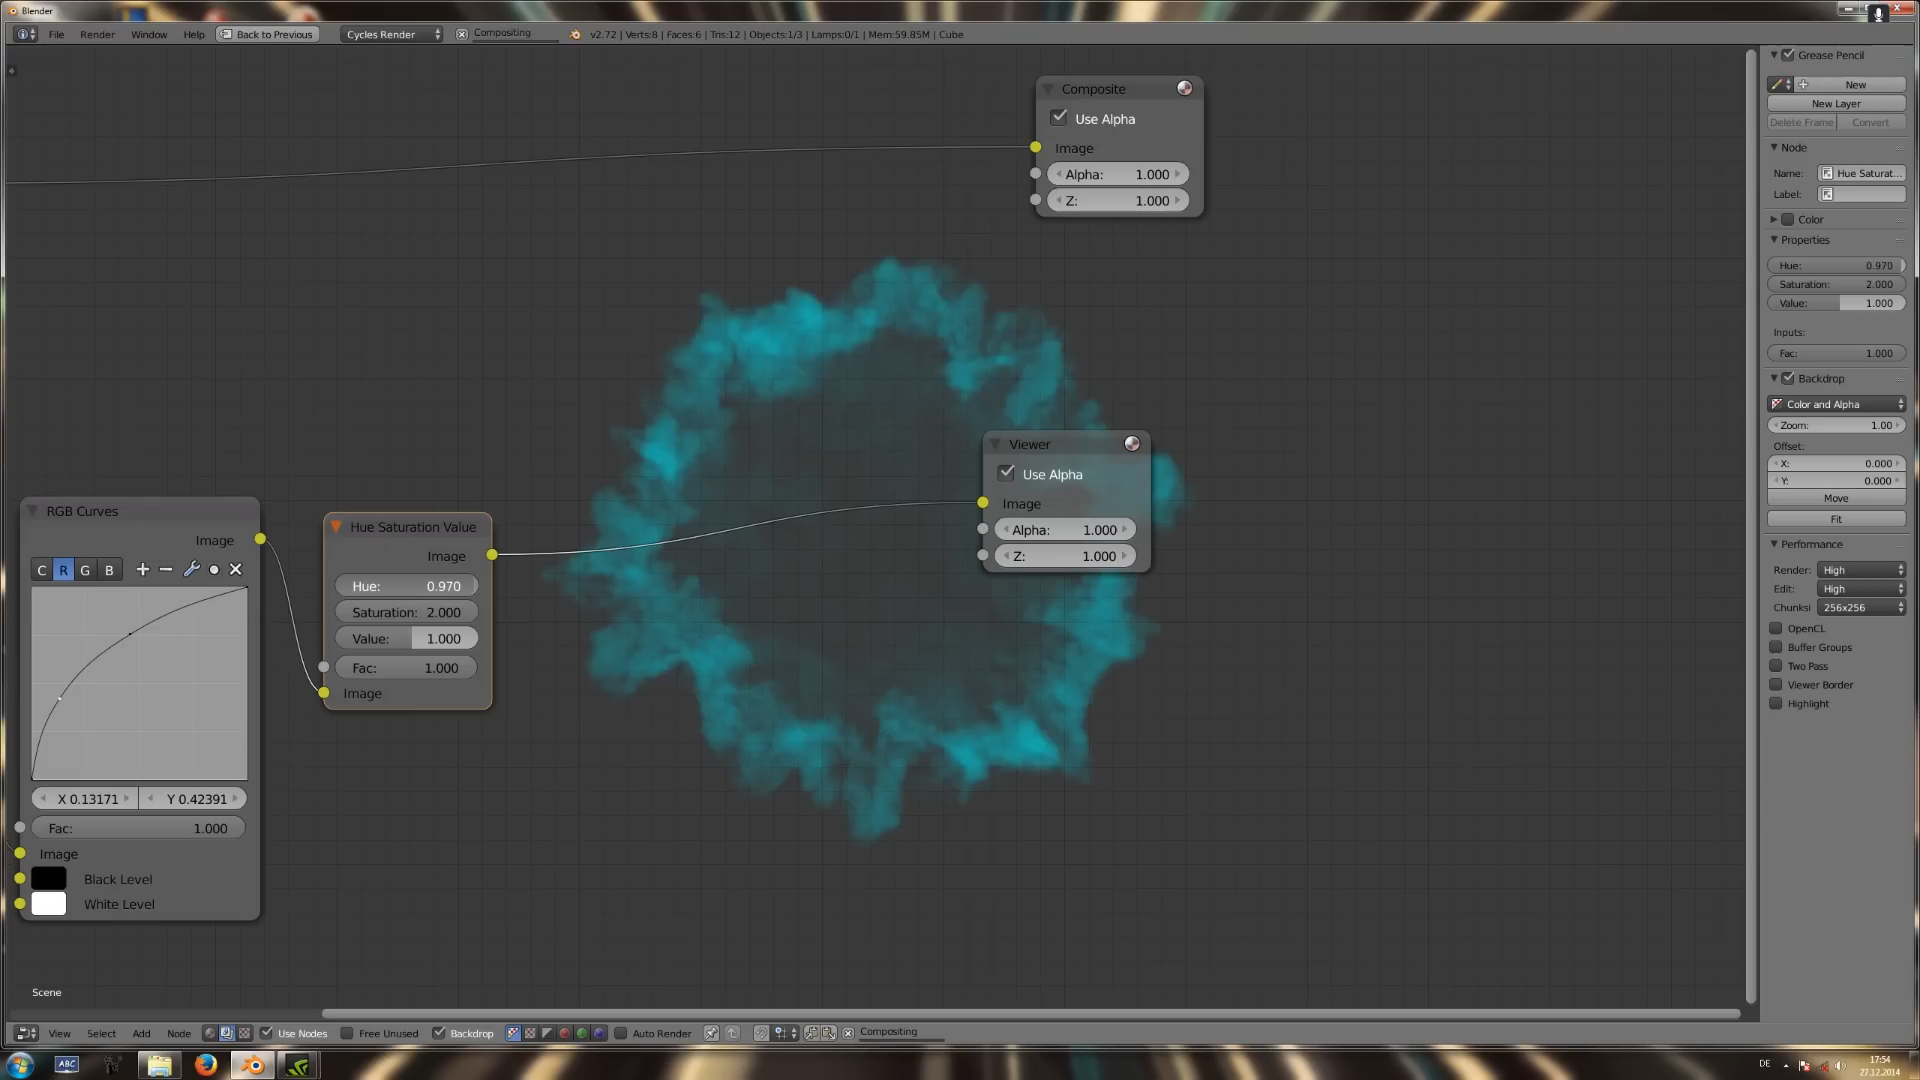 Blender
File Render Window Help Back to Previous Cycles Render Compositing v2.72 | Verts:8 | Faces:6 | Tris:12 | Objects:1/3 | Lamps:0/1 | Mem:59.85M | Cube
Composite
Use Alpha
Image
Alpha: 1.000
Z: 1.000
Viewer
Use Alpha
Image
Alpha: 1.000
Z: 1.000
RGB Curves
Image
C R G B
X 0.13171 Y 0.42391
Fac: 1.000
Image
Black Level
White Level
Hue Saturation Value
Image
Hue: 0.970
Saturation: 2.000
Value: 1.000
Fac: 1.000
Image
Scene
Grease Pencil
New
New Layer
Delete Frame Convert
Node
Name: Hue Saturat...
Label:
Color
Properties
Hue: 0.970
Saturation: 2.000
Value: 1.000
Inputs:
Fac: 1.000
Backdrop
Color and Alpha
Zoom: 1.00
Offset:
X: 0.000
Y: 0.000
Move
Fit
Performance
Render: High
Edit: High
Chunksi 256x256
OpenCL
Buffer Groups
Two Pass
Viewer Border
Highlight
View Select Add Node Use Nodes Free Unused Backdrop Auto Render Compositing
ABC
DE
17:54
27.12.2014